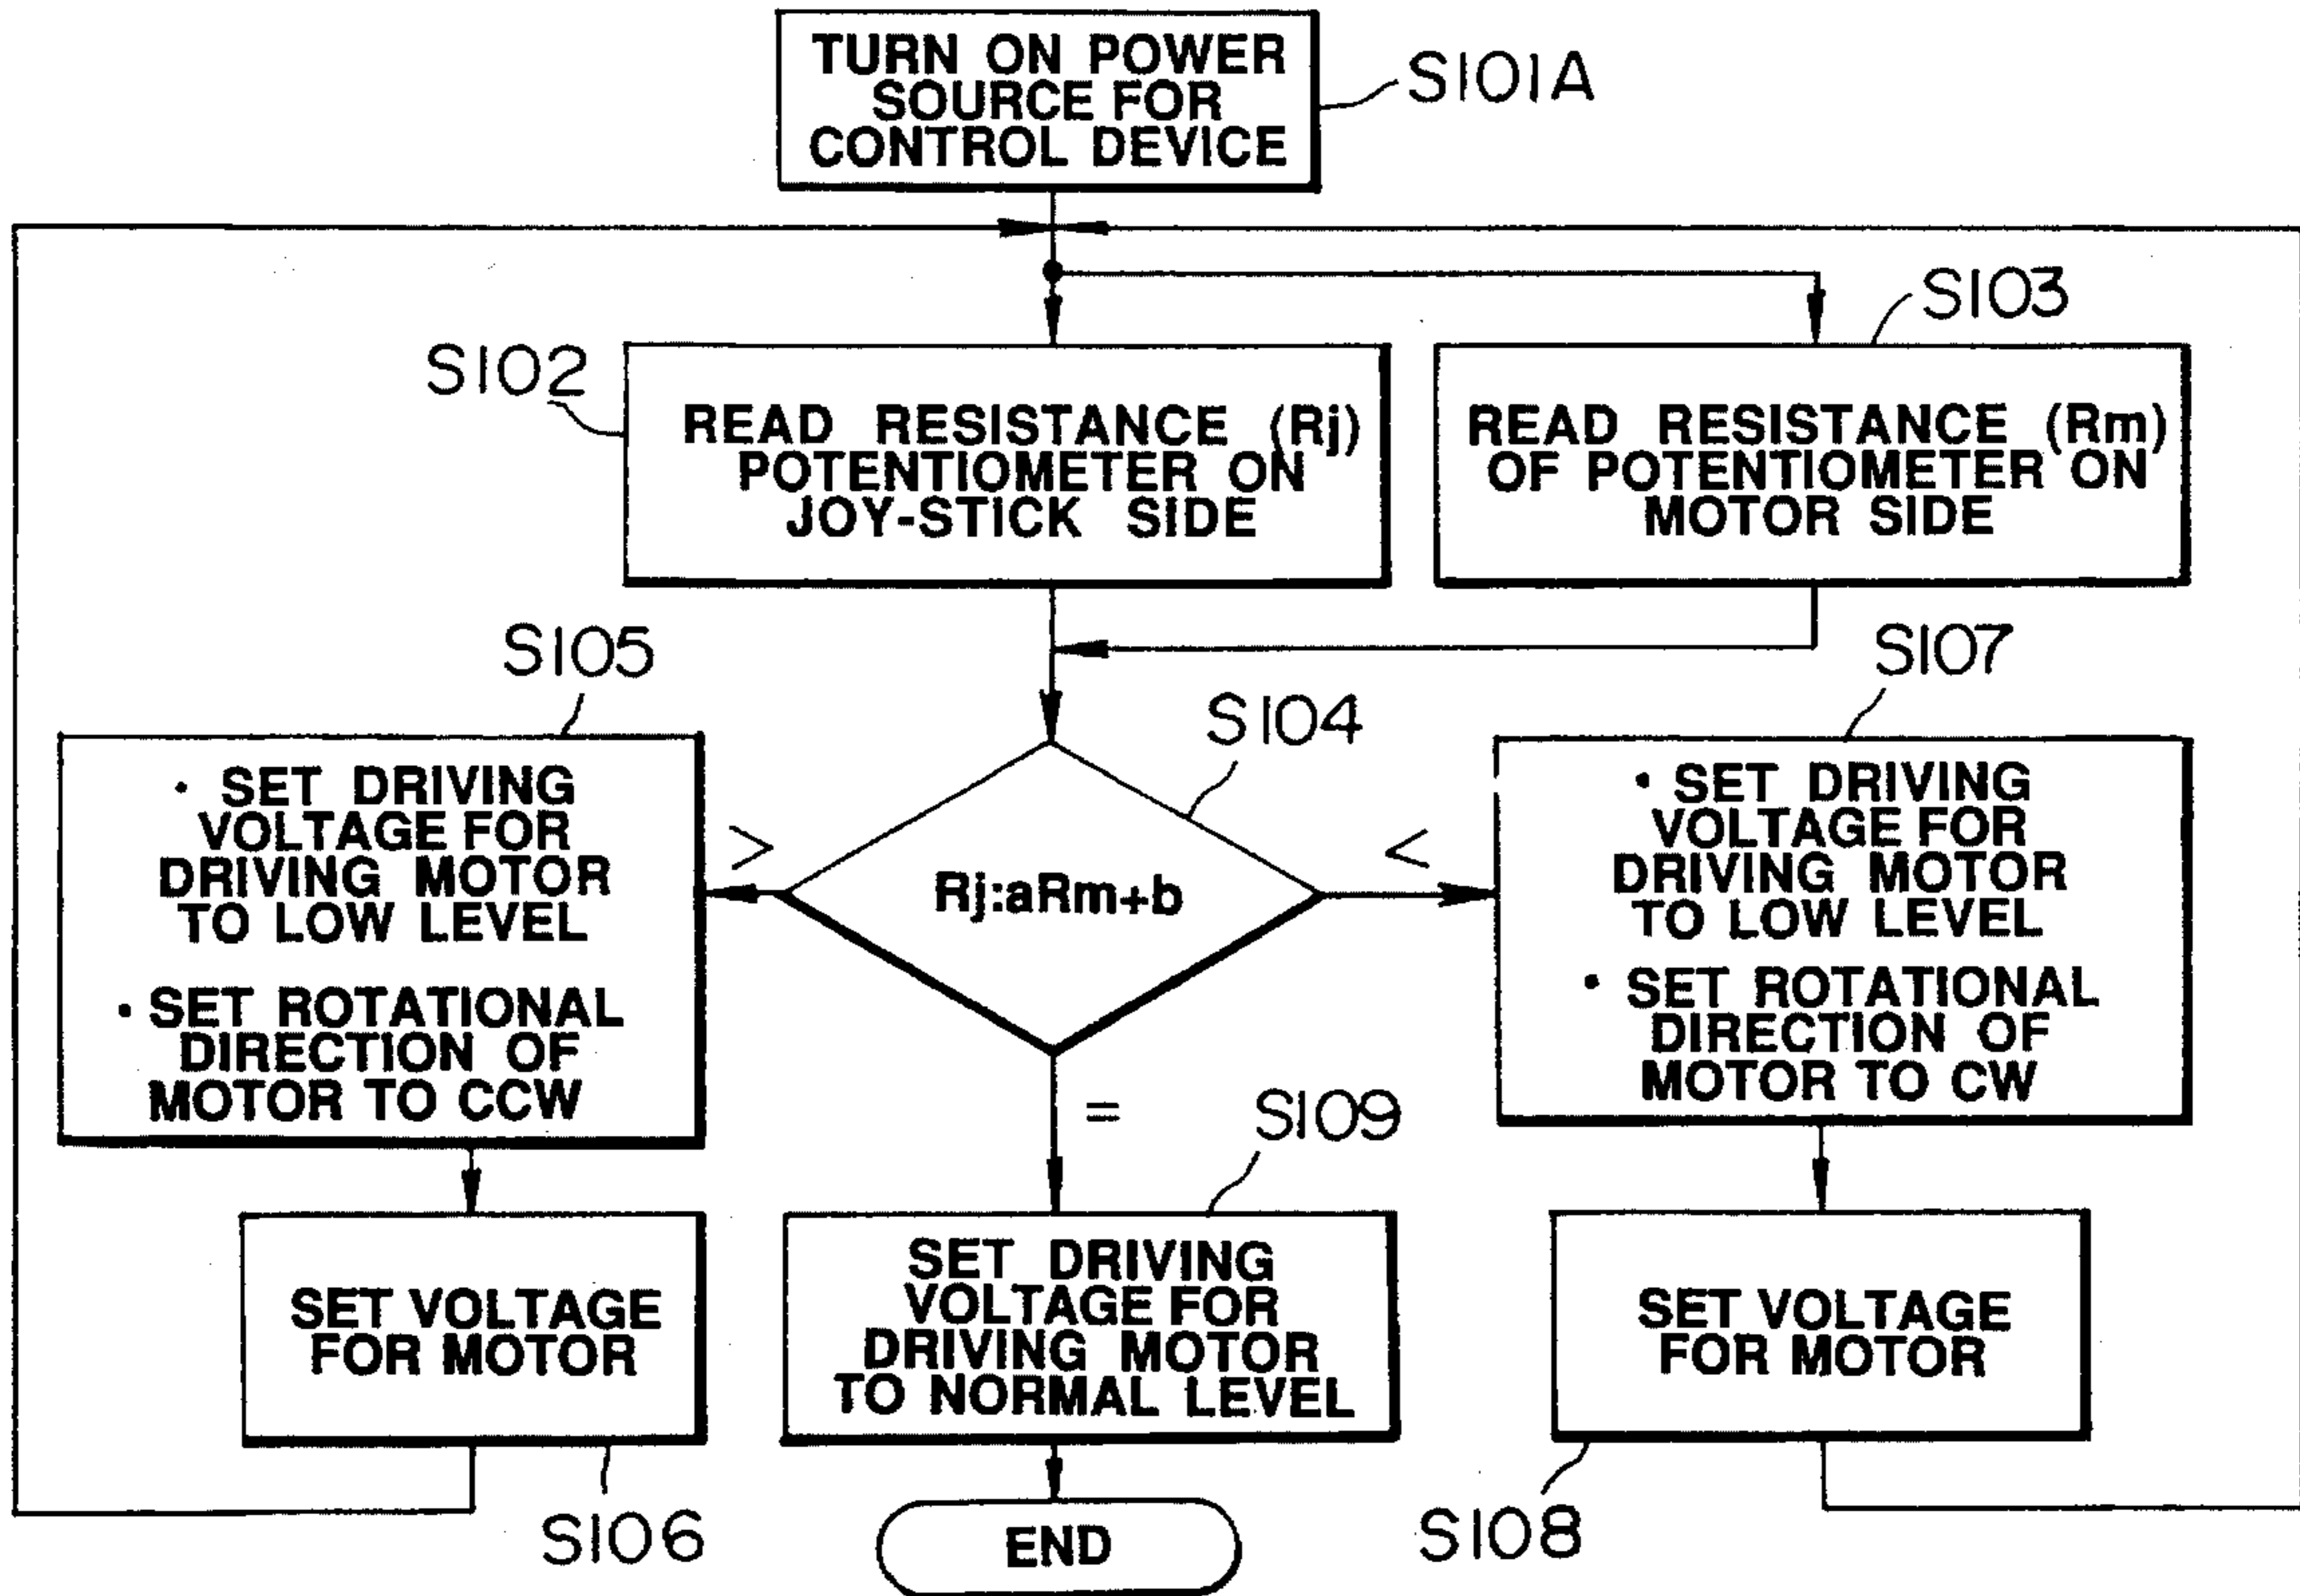 TURN ON POWER
SOURCE FOR
CONTROL DEVICE
S101A
S102
READ RESISTANCE (Rj)
POTENTIOMETER ON
JOY-STICK SIDE
S103
READ RESISTANCE (Rm)
OF POTENTIOMETER ON
MOTOR SIDE
S105
• SET DRIVING
VOLTAGE FOR
DRIVING MOTOR
TO LOW LEVEL
• SET ROTATIONAL
DIRECTION OF
MOTOR TO CCW
>
S104
Rj:aRm+b
<
=
S107
• SET DRIVING
VOLTAGE FOR
DRIVING MOTOR
TO LOW LEVEL
• SET ROTATIONAL
DIRECTION OF
MOTOR TO CW
SET VOLTAGE
FOR MOTOR
S106
S109
SET DRIVING
VOLTAGE FOR
DRIVING MOTOR
TO NORMAL LEVEL
SET VOLTAGE
FOR MOTOR
S108
END